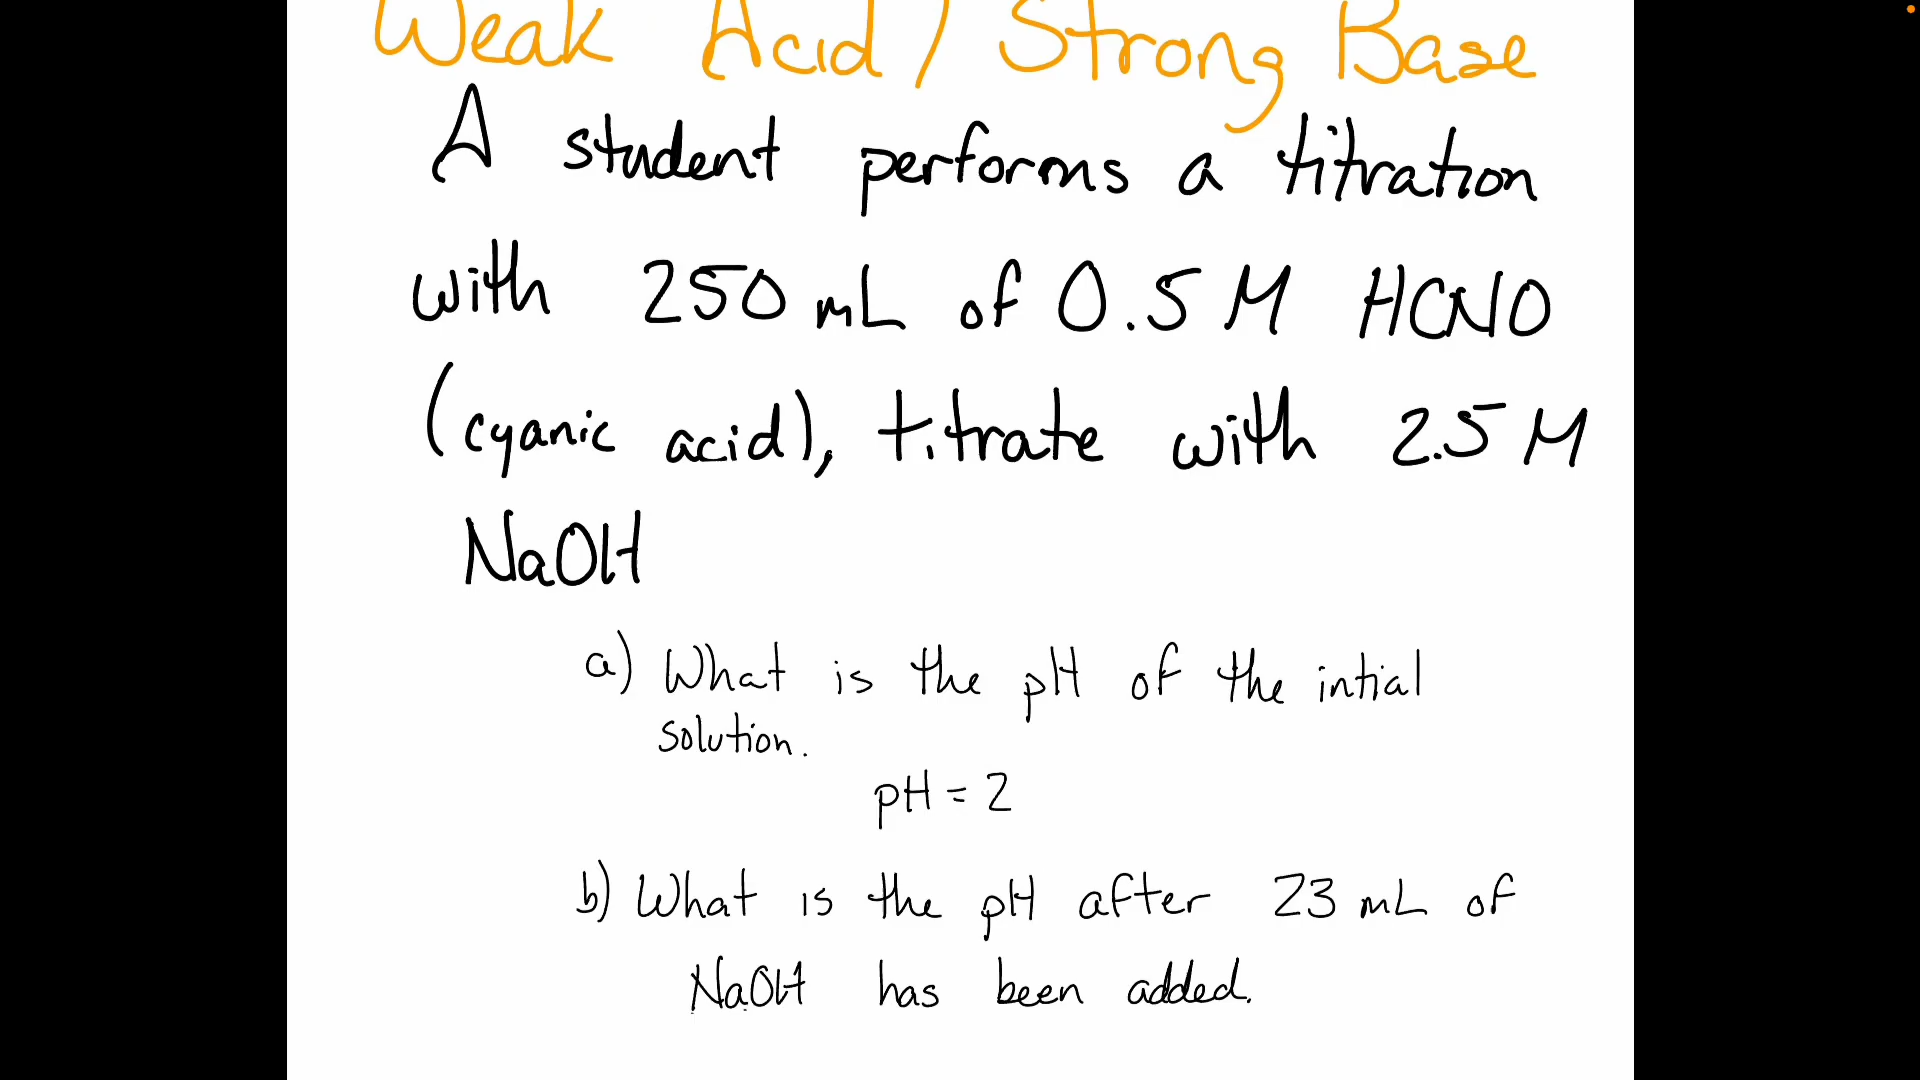 Weak Acid / Strong Base
A student performs a titration
with 250 mL of 0.5 M HCNO
(cyanic acid), titrate with 2.5 M
NaOH
a) What is the pH of the intial
solution.
pH = 2
b) What is the pH after 23 mL of
NaOH has been added.